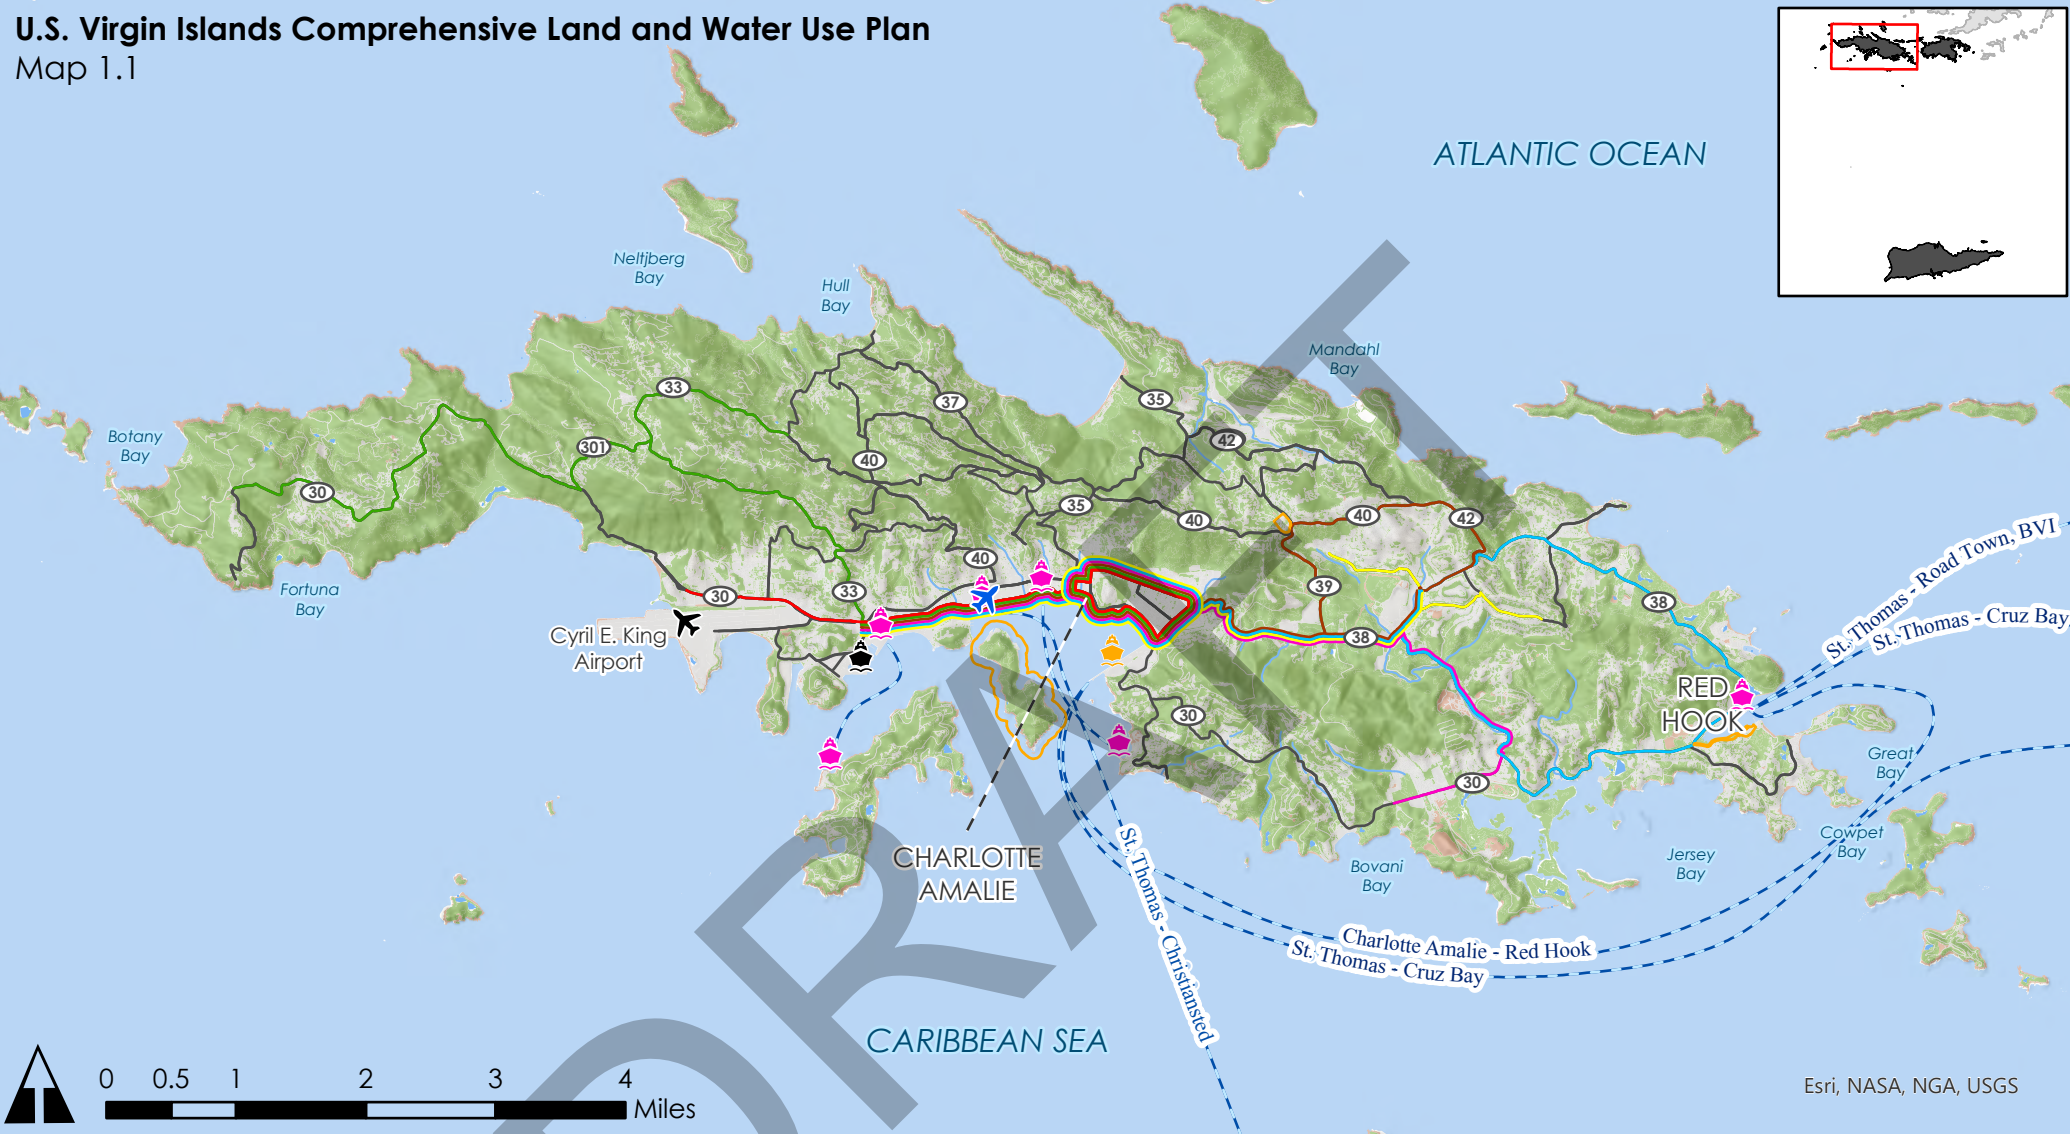 U.S. Virgin Islands Comprehensive Land and Water Use Plan
Map 1.1
ATLANTIC OCEAN
Neltjberg
Bay
Hull
Bay
Mandahl
Bay
33
37
35
42
Botany
Bay
301
40
30
35
40
40
42
40
Fortuna
Bay
30
33
39
38
Cyril E. King
Airport
38
St. Thomas - Road Town, BVI
St. Thomas - Cruz Bay
RED
HOOK
30
30
Great
Bay
CHARLOTTE
AMALIE
Bovani
Bay
Jersey
Bay
Cowpet
Bay
St. Thomas - Christiansted
Charlotte Amalie - Red Hook
St. Thomas - Cruz Bay
CARIBBEAN SEA
DRAFT
0 0.5 1 2 3 4
Miles
Esri, NASA, NGA, USGS